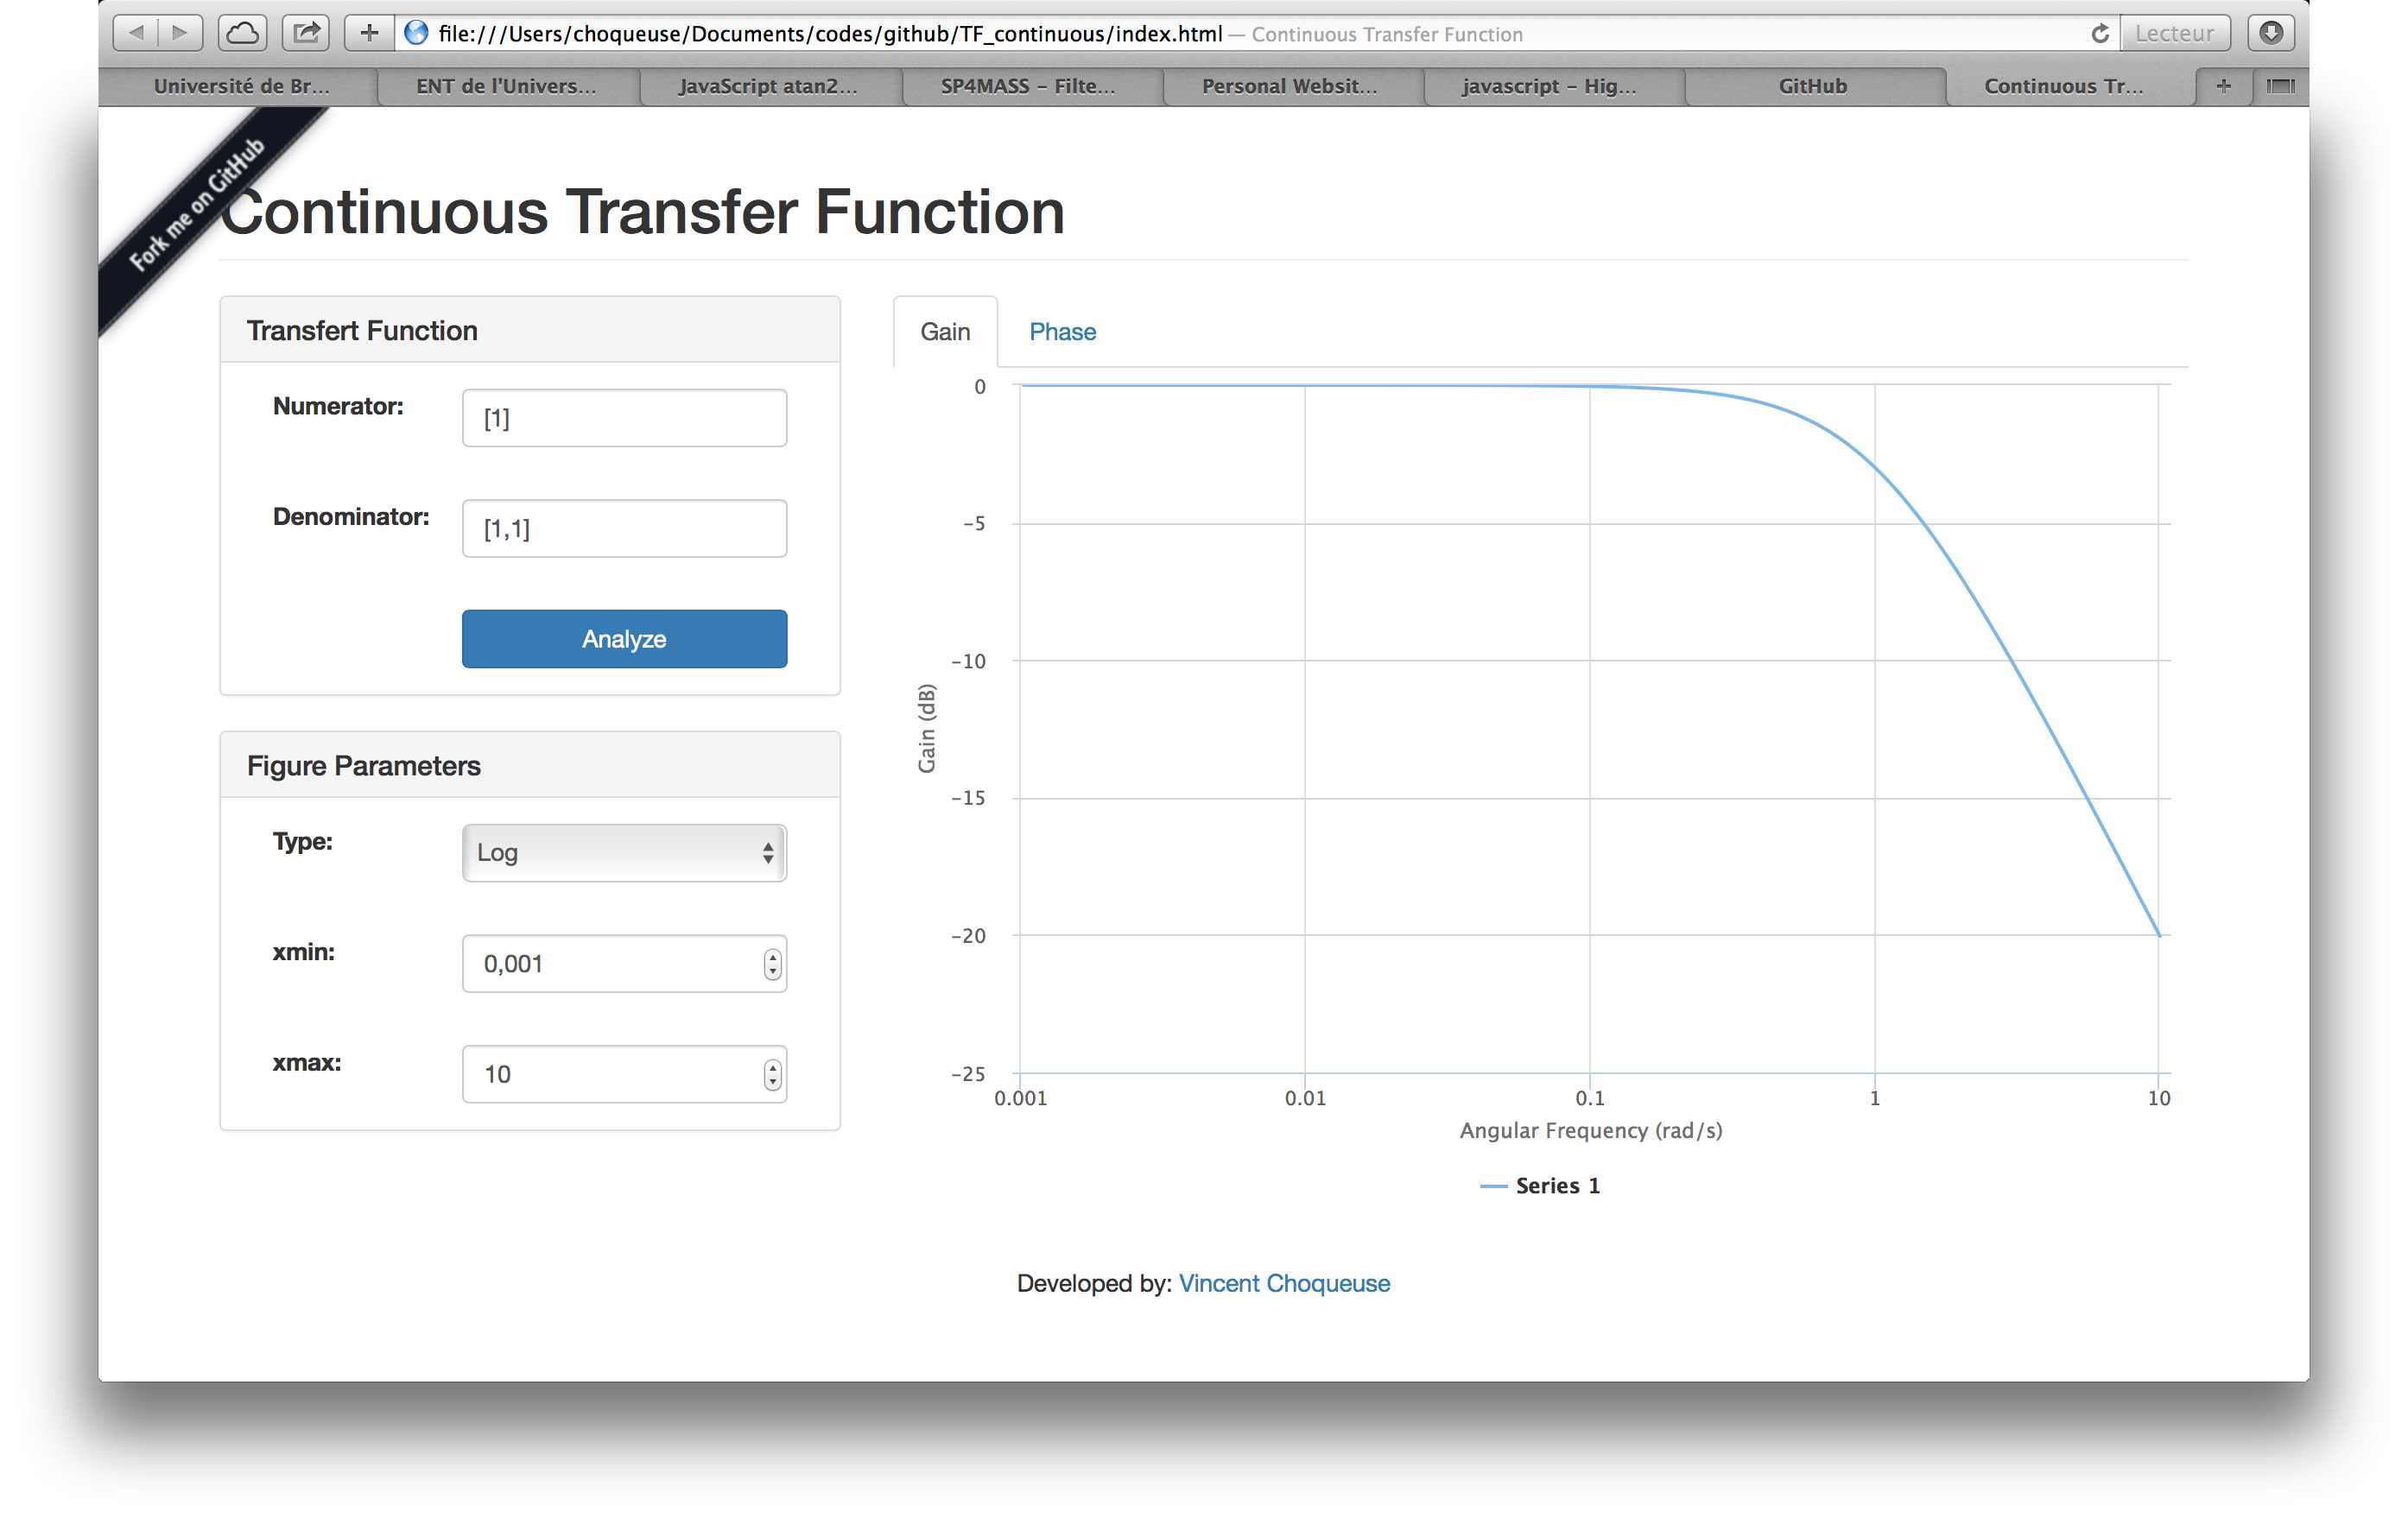 file:///Users/choqueuse/Documents/codes/github/TF_continuous/index.html — Continuous Transfer Function
Lecteur
Université de Br... ENT de l'Univers... JavaScript atan2... SP4MASS – Filte... Personal Websit... javascript – Hig... GitHub Continuous Tr...
Fork me on GitHub
Continuous Transfer Function
Transfert Function
Numerator: [1]
Denominator: [1,1]
Analyze
Figure Parameters
Type: Log
xmin: 0,001
xmax: 10
Gain Phase
0
-5
-10
-15
-20
-25
Gain (dB)
0.001 0.01 0.1 1 10
Angular Frequency (rad/s)
Series 1
Developed by: Vincent Choqueuse